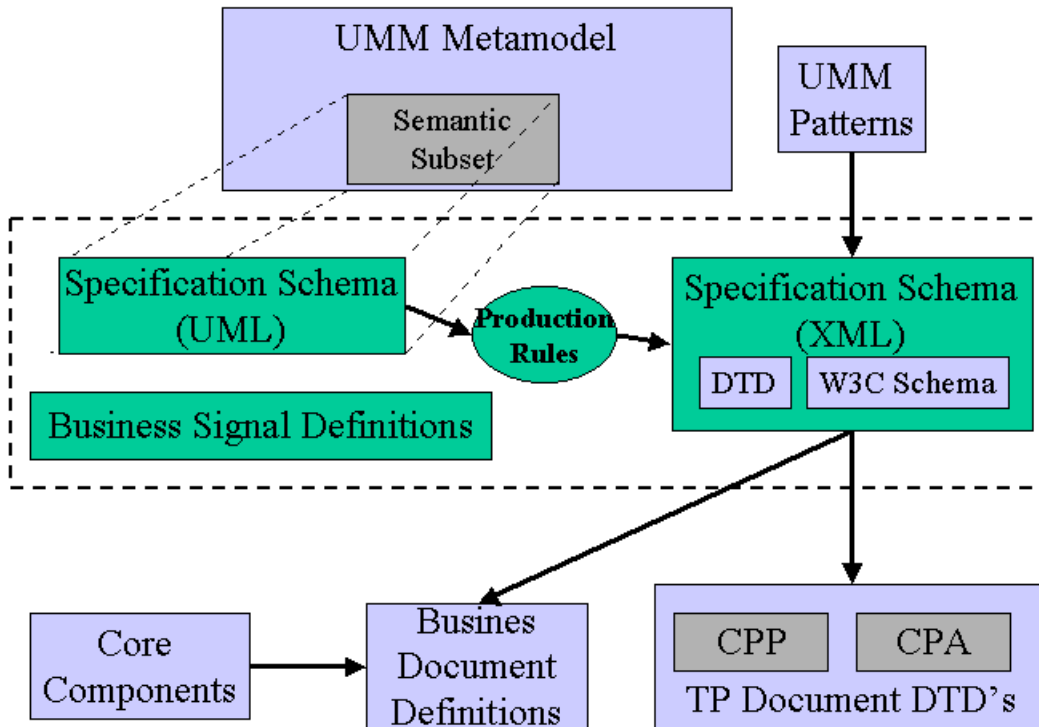 UMM Metamodel
Semantic
Subset
UMM
Patterns
Specification Schema
(UML)
Production
Rules
Specification Schema
(XML)
DTD
W3C Schema
Business Signal Definitions
Core
Components
Busines
Document
Definitions
CPP
CPA
TP Document DTD's